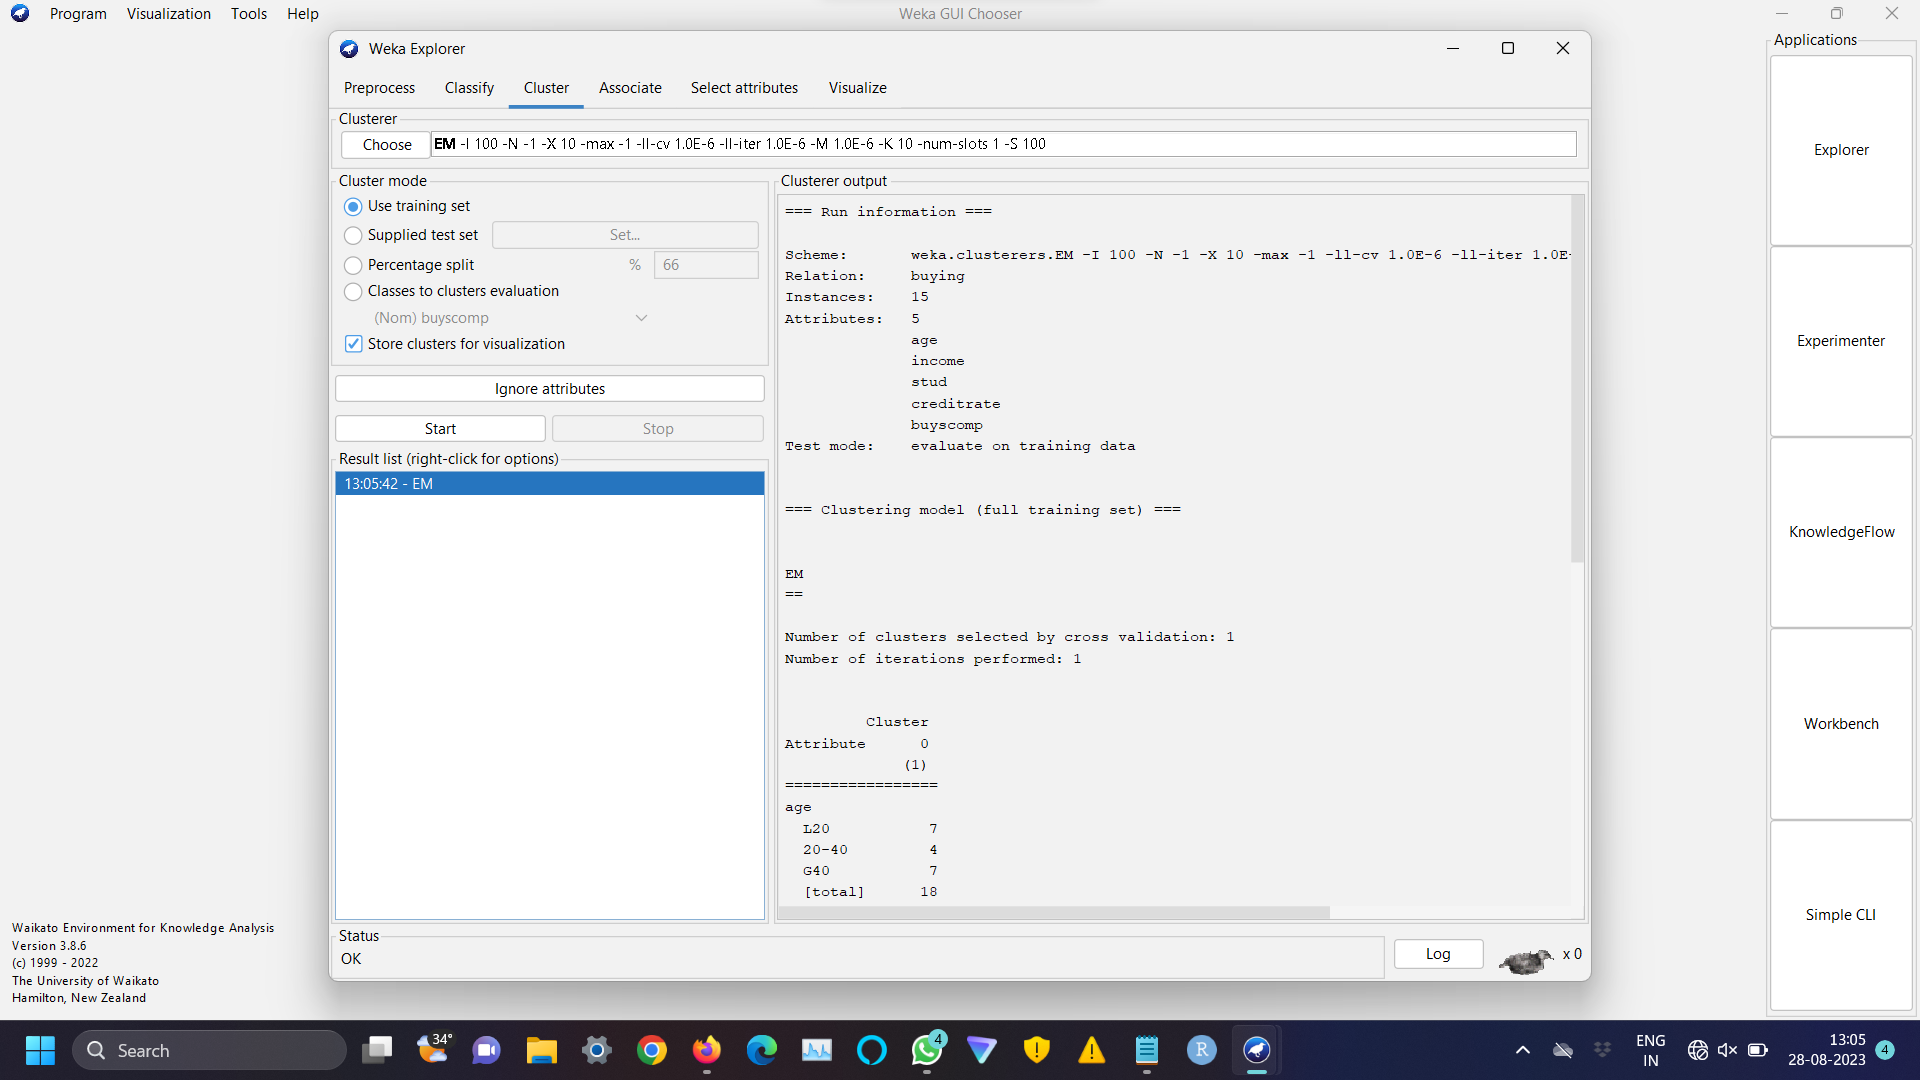 Program Visualization Tools Help
Weka GUI Chooser
Applications
Weka Explorer
Preprocess Classify Cluster Associate Select attributes Visualize
Clusterer
Choose EM -I 100 -N -1 -X 10 -max -1 -ll-cv 1.0E-6 -ll-iter 1.0E-6 -M 1.0E-6 -K 10 -num-slots 1 -S 100
Cluster mode
Use training set
Supplied test set Set...
Percentage split % 66
Classes to clusters evaluation
(Nom) buyscomp
Store clusters for visualization
Ignore attributes
Start Stop
Result list (right-click for options)
13:05:42 - EM
Clusterer output
=== Run information ===
Scheme: weka.clusterers.EM -I 100 -N -1 -X 10 -max -1 -ll-cv 1.0E-6 -ll-iter 1.0E-
Relation: buying
Instances: 15
Attributes: 5
age
income
stud
creditrate
buyscomp
Test mode: evaluate on training data
=== Clustering model (full training set) ===
EM
==
Number of clusters selected by cross validation: 1
Number of iterations performed: 1
Cluster
Attribute 0
(1)
=================
age
L20 7
20-40 4
G40 7
[total] 18
Status
OK
Log
x 0
Explorer
Experimenter
KnowledgeFlow
Workbench
Simple CLI
Waikato Environment for Knowledge Analysis
Version 3.8.6
(c) 1999 - 2022
The University of Waikato
Hamilton, New Zealand
Search
34°
4
R
ENG
IN
13:05
28-08-2023
4